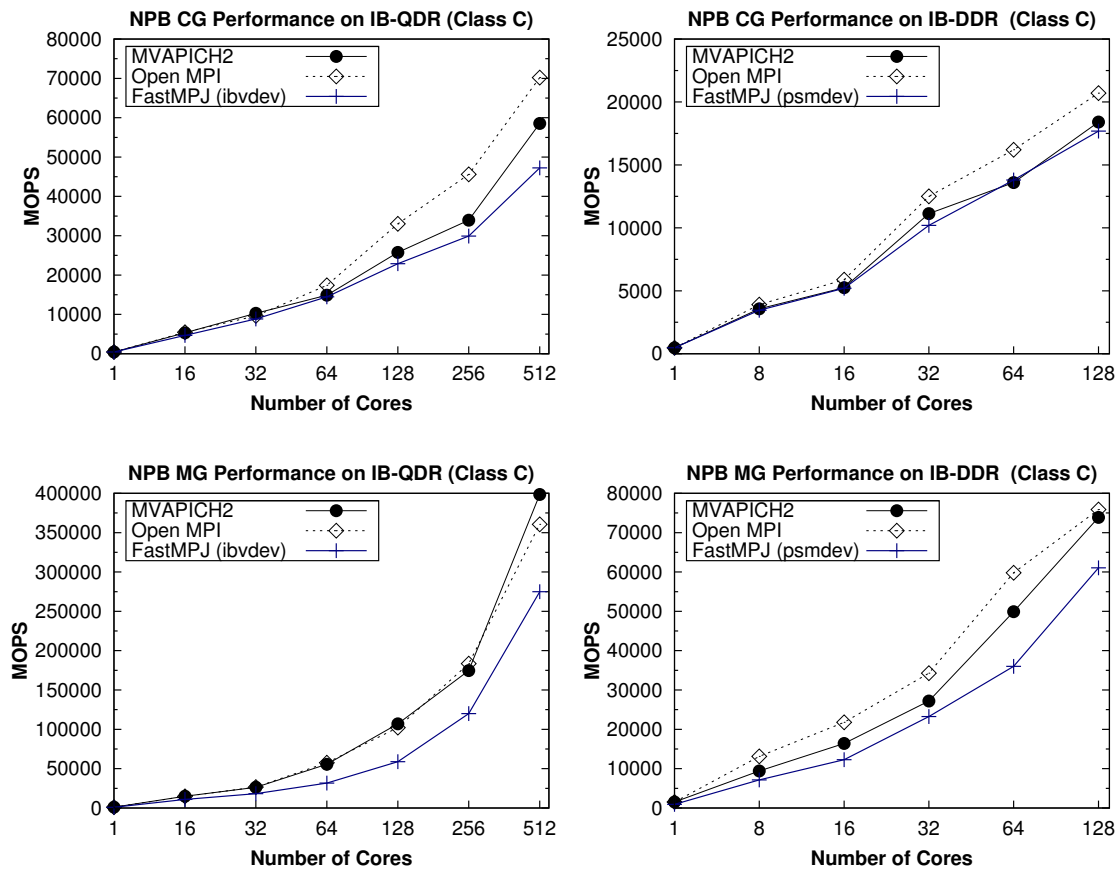 NPB CG Performance on IB-QDR (Class C)
80000
70000
60000
50000
40000
30000
20000
10000
0
MOPS
MVAPICH2
Open MPI
FastMPJ (ibvdev)
1 16 32 64 128 256 512
Number of Cores
NPB CG Performance on IB-DDR (Class C)
25000
20000
15000
10000
5000
0
MOPS
MVAPICH2
Open MPI
FastMPJ (psmdev)
1 8 16 32 64 128
Number of Cores
NPB MG Performance on IB-QDR (Class C)
400000
350000
300000
250000
200000
150000
100000
50000
0
MOPS
MVAPICH2
Open MPI
FastMPJ (ibvdev)
1 16 32 64 128 256 512
Number of Cores
NPB MG Performance on IB-DDR (Class C)
80000
70000
60000
50000
40000
30000
20000
10000
0
MOPS
MVAPICH2
Open MPI
FastMPJ (psmdev)
1 8 16 32 64 128
Number of Cores